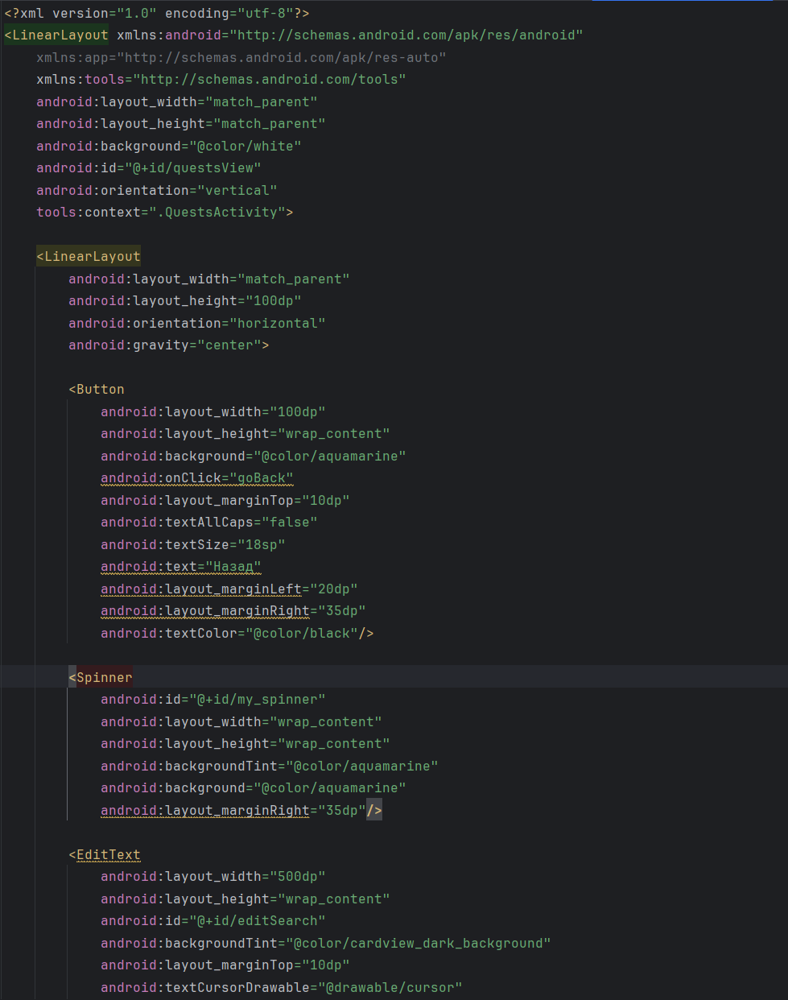 <?xml version="1.0" encoding="utf-8"?>
<LinearLayout xmlns:android="http://schemas.android.com/apk/res/android"
    xmlns:app="http://schemas.android.com/apk/res-auto"
    xmlns:tools="http://schemas.android.com/tools"
    android:layout_width="match_parent"
    android:layout_height="match_parent"
    android:background="@color/white"
    android:id="@+id/questsView"
    android:orientation="vertical"
    tools:context=".QuestsActivity">

    <LinearLayout
        android:layout_width="match_parent"
        android:layout_height="100dp"
        android:orientation="horizontal"
        android:gravity="center">

        <Button
            android:layout_width="100dp"
            android:layout_height="wrap_content"
            android:background="@color/aquamarine"
            android:onClick="goBack"
            android:layout_marginTop="10dp"
            android:textAllCaps="false"
            android:textSize="18sp"
            android:text="Назад"
            android:layout_marginLeft="20dp"
            android:layout_marginRight="35dp"
            android:textColor="@color/black"/>

        <Spinner
            android:id="@+id/my_spinner"
            android:layout_width="wrap_content"
            android:layout_height="wrap_content"
            android:backgroundTint="@color/aquamarine"
            android:background="@color/aquamarine"
            android:layout_marginRight="35dp"/>

        <EditText
            android:layout_width="500dp"
            android:layout_height="wrap_content"
            android:id="@+id/editSearch"
            android:backgroundTint="@color/cardview_dark_background"
            android:layout_marginTop="10dp"
            android:textCursorDrawable="@drawable/cursor"